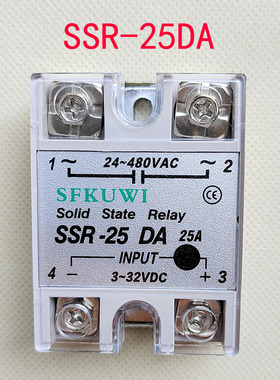 SSR-25DA
1 ~ 24~480VAC ~ 2
SFKUWI
CE
Solid State Relay
SSR-25 DA 25A
INPUT
4 − 3~32VDC + 3